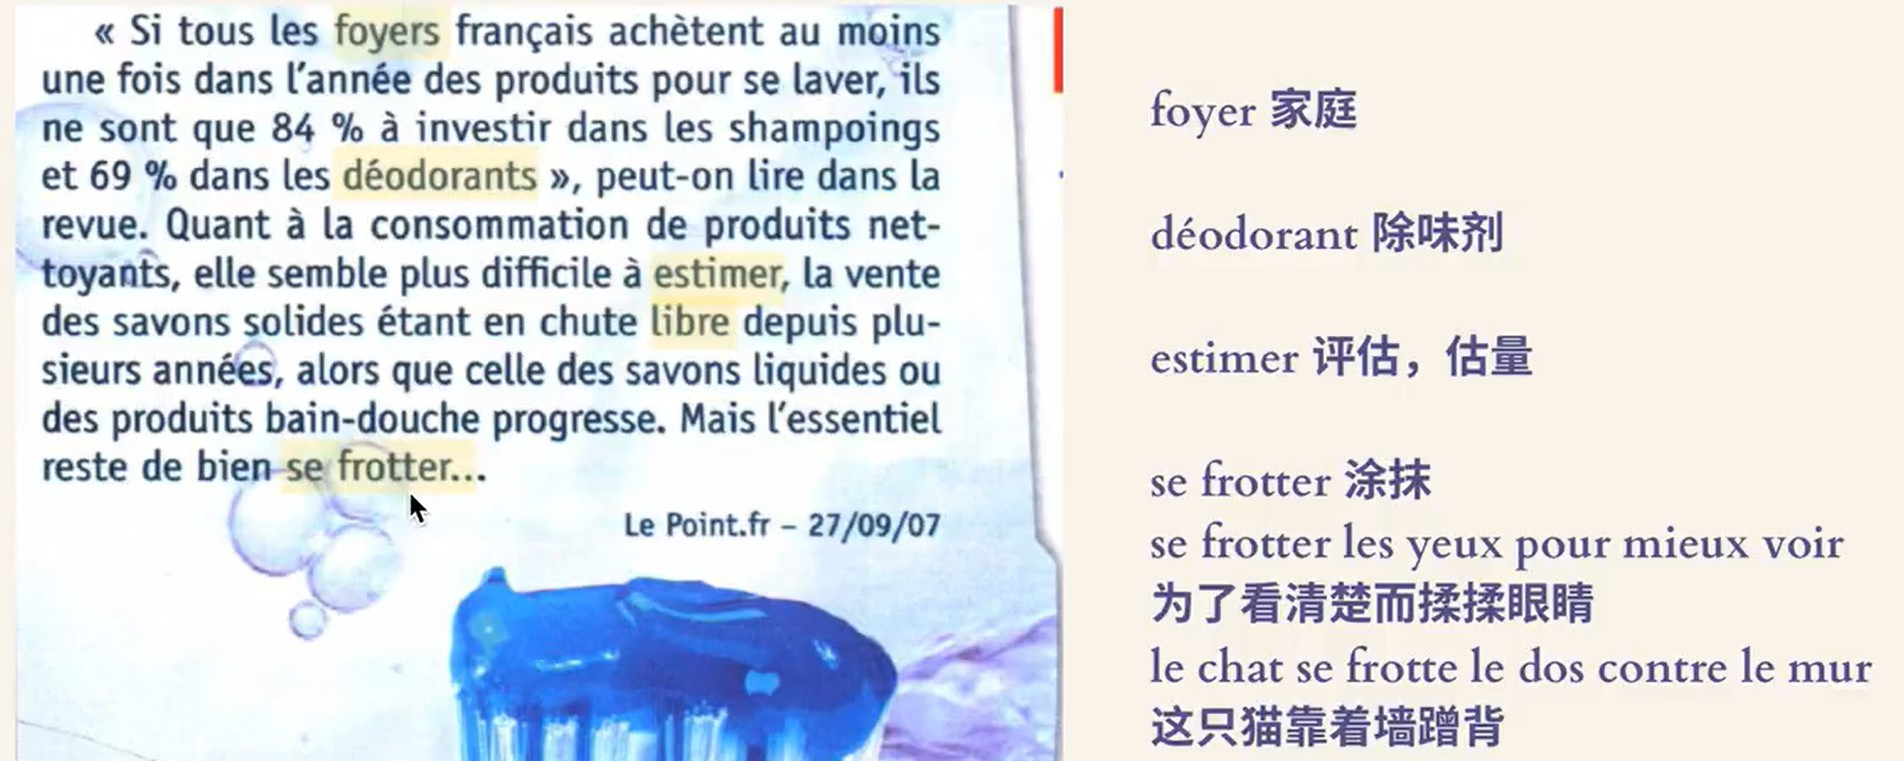 « Si tous les foyers français achètent au moins
une fois dans l’année des produits pour se laver, ils
ne sont que 84 % à investir dans les shampoings
et 69 % dans les déodorants », peut-on lire dans la
revue. Quant à la consommation de produits net-
toyants, elle semble plus difficile à estimer, la vente
des savons solides étant en chute libre depuis plu-
sieurs années, alors que celle des savons liquides ou
des produits bain-douche progresse. Mais l’essentiel
reste de bien se frotter...
Le Point.fr – 27/09/07
foyer 家庭
déodorant 除味剂
estimer 评估，估量
se frotter 涂抹
se frotter les yeux pour mieux voir
为了看清楚而揉揉眼睛
le chat se frotte le dos contre le mur
这只猫靠着墙蹭背